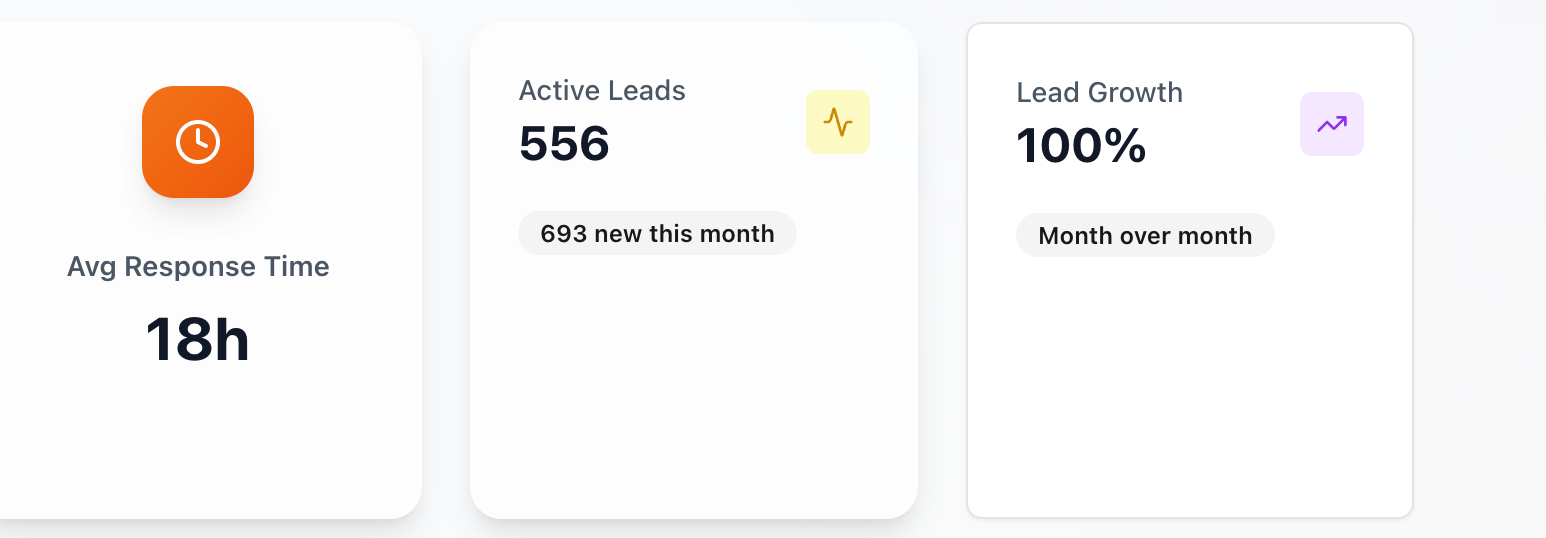 Avg Response Time
18h
Active Leads
556
693 new this month
Lead Growth
100%
Month over month